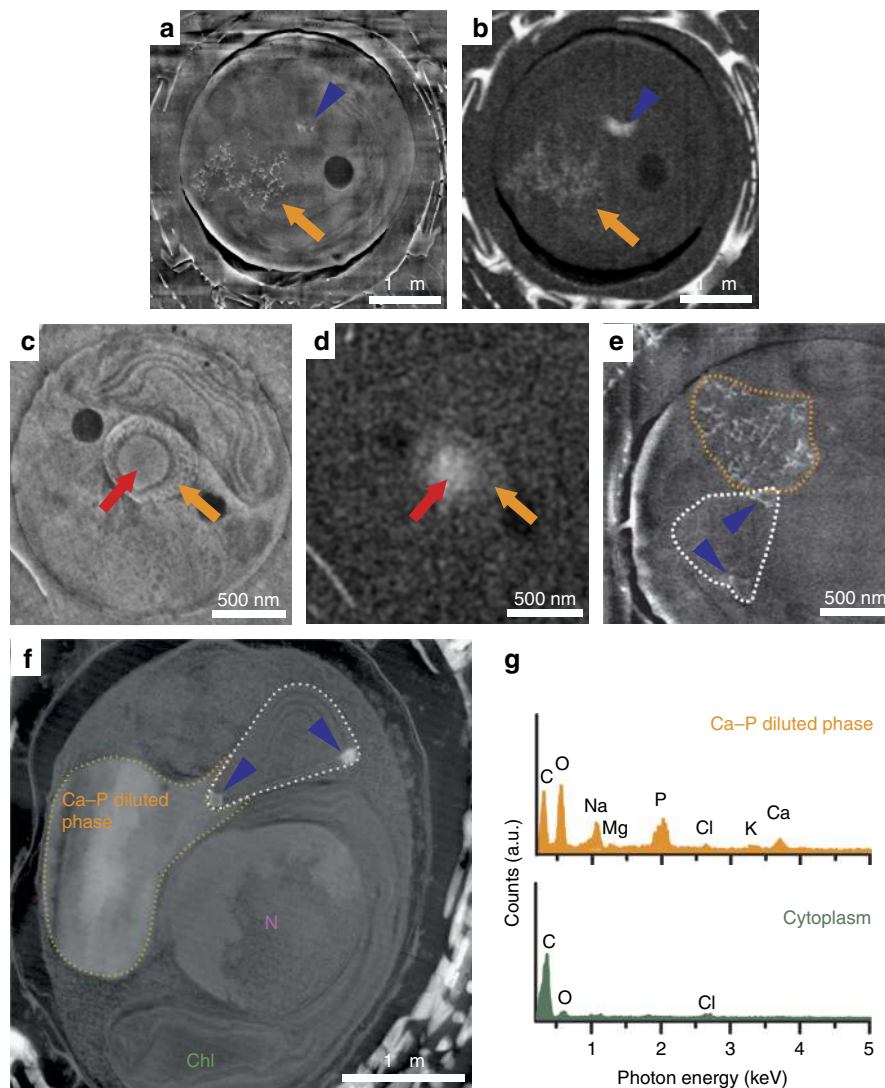 a
b
1 m
1 m
c
d
e
500 nm
500 nm
500 nm
f
Ca–P diluted
phase
N
Chl
1 m
g
Ca–P diluted phase
C
O
Na
Mg
P
Cl
K
Ca
Counts (a.u.)
Cytoplasm
C
O
Cl
1
2
3
4
5
Photon energy (keV)